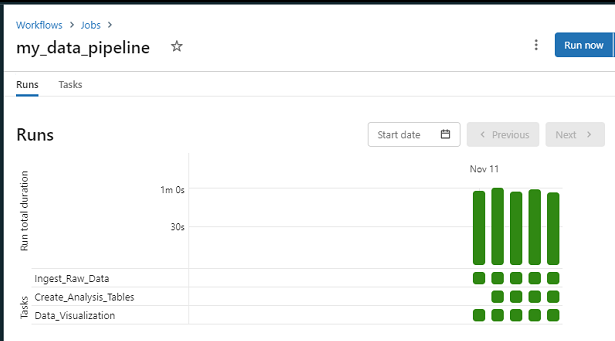 Workflows > Jobs >
my_data_pipeline
Run now
Runs Tasks
Runs
Start date
Previous
Next
Nov 11
Run total duration
1m 0s
30s
Tasks
Ingest_Raw_Data
Create_Analysis_Tables
Data_Visualization